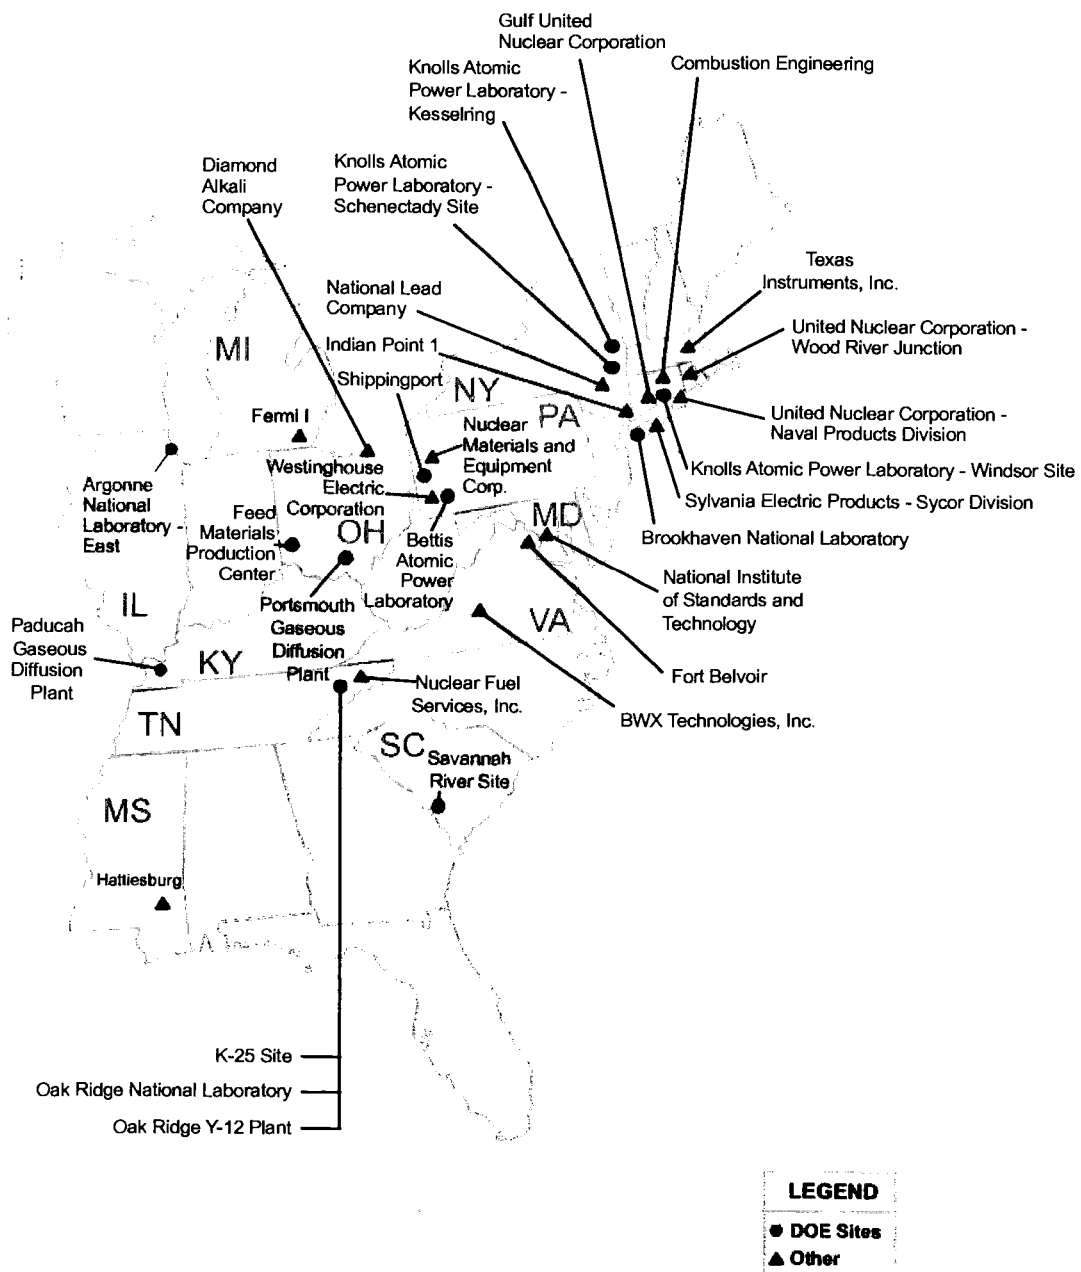 Gulf United
Nuclear Corporation
Combustion Engineering
Knolls Atomic
Power Laboratory -
Kesselring
Diamond
Alkali
Company
Knolls Atomic
Power Laboratory -
Schenectady Site
Texas
Instruments, Inc.
National Lead
Company
United Nuclear Corporation -
Wood River Junction
MI
Indian Point 1
Shippingport
NY
PA
Fermi I
Nuclear
Materials and
Equipment
Corp.
United Nuclear Corporation -
Naval Products Division
Westinghouse
Electric
Corporation
Knolls Atomic Power Laboratory - Windsor Site
Sylvania Electric Products - Sycor Division
Argonne
National
Laboratory -
East
Feed
Materials
Production
Center
OH
MD
Brookhaven National Laboratory
Bettis
Atomic
Power
Laboratory
National Institute
of Standards and
Technology
IL
Portsmouth
Gaseous
Diffusion
Plant
VA
Paducah
Gaseous
Diffusion
Plant
KY
Nuclear Fuel
Services, Inc.
Fort Belvoir
BWX Technologies, Inc.
TN
SC
Savannah
River Site
MS
Hattiesburg
K-25 Site
Oak Ridge National Laboratory
Oak Ridge Y-12 Plant
LEGEND
DOE Sites
Other